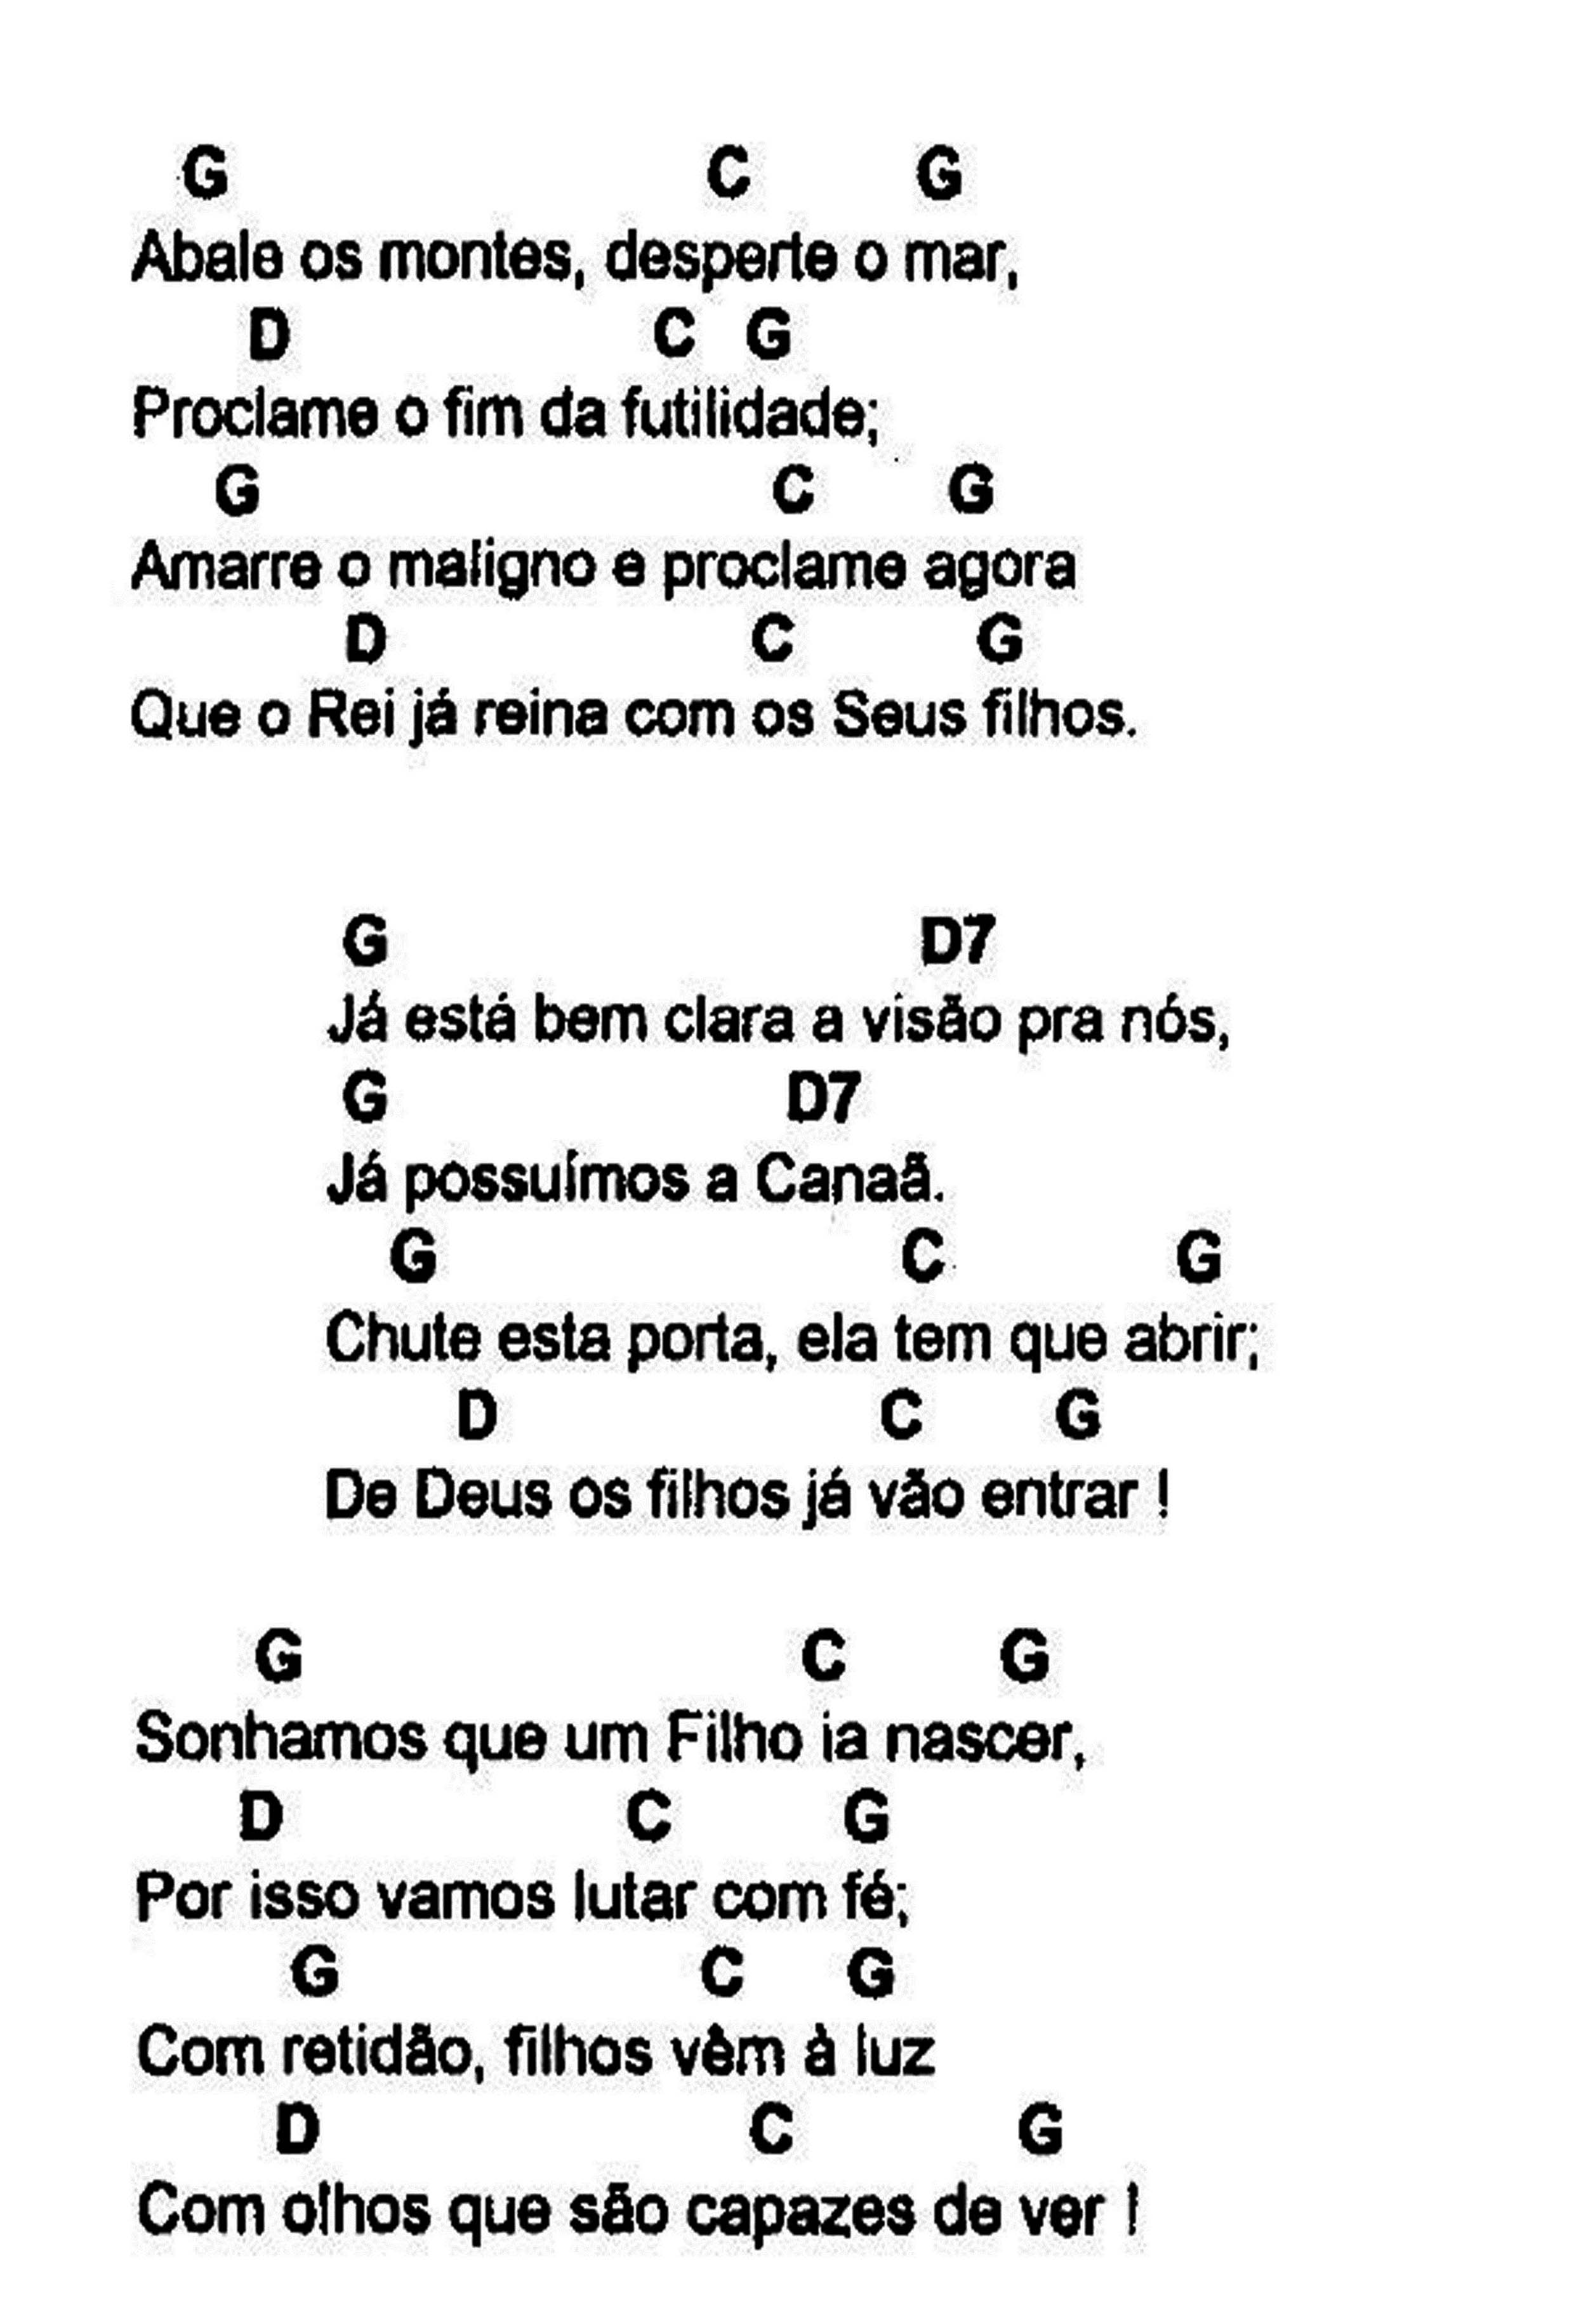 G C G
Abale os montes, desperte o mar,
D C G
Proclame o fim da futilidade;
G C G
Amarre o maligno e proclame agora
D C G
Que o Rei já reina com os Seus filhos.
G D7
Já está bem clara a visão pra nós,
G D7
Já possuímos a Canaã.
G C G
Chute esta porta, ela tem que abrir;
D C G
De Deus os filhos já vão entrar !
G C G
Sonhamos que um Filho ia nascer,
D C G
Por isso vamos lutar com fé;
G C G
Com retidão, filhos vêm à luz
D C G
Com olhos que são capazes de ver !